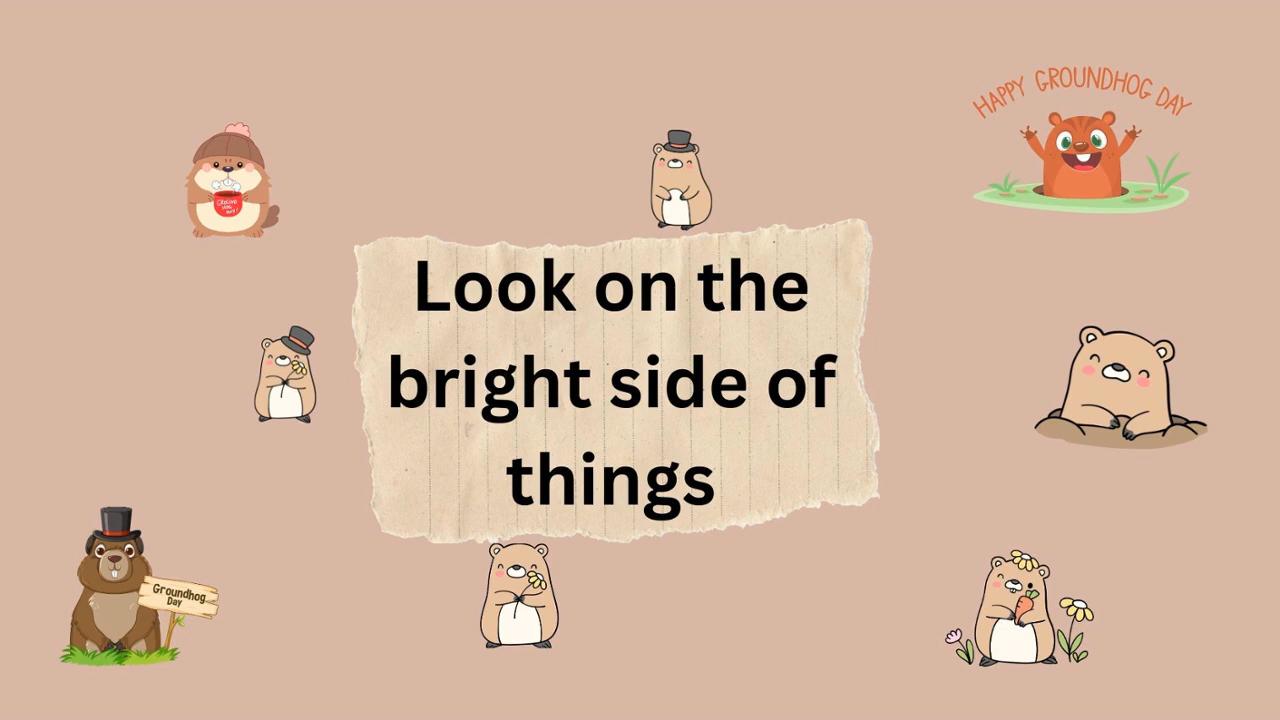 HAPPY GROUNDHOG DAY
Look on the
bright side of
things
Groundhog
Day